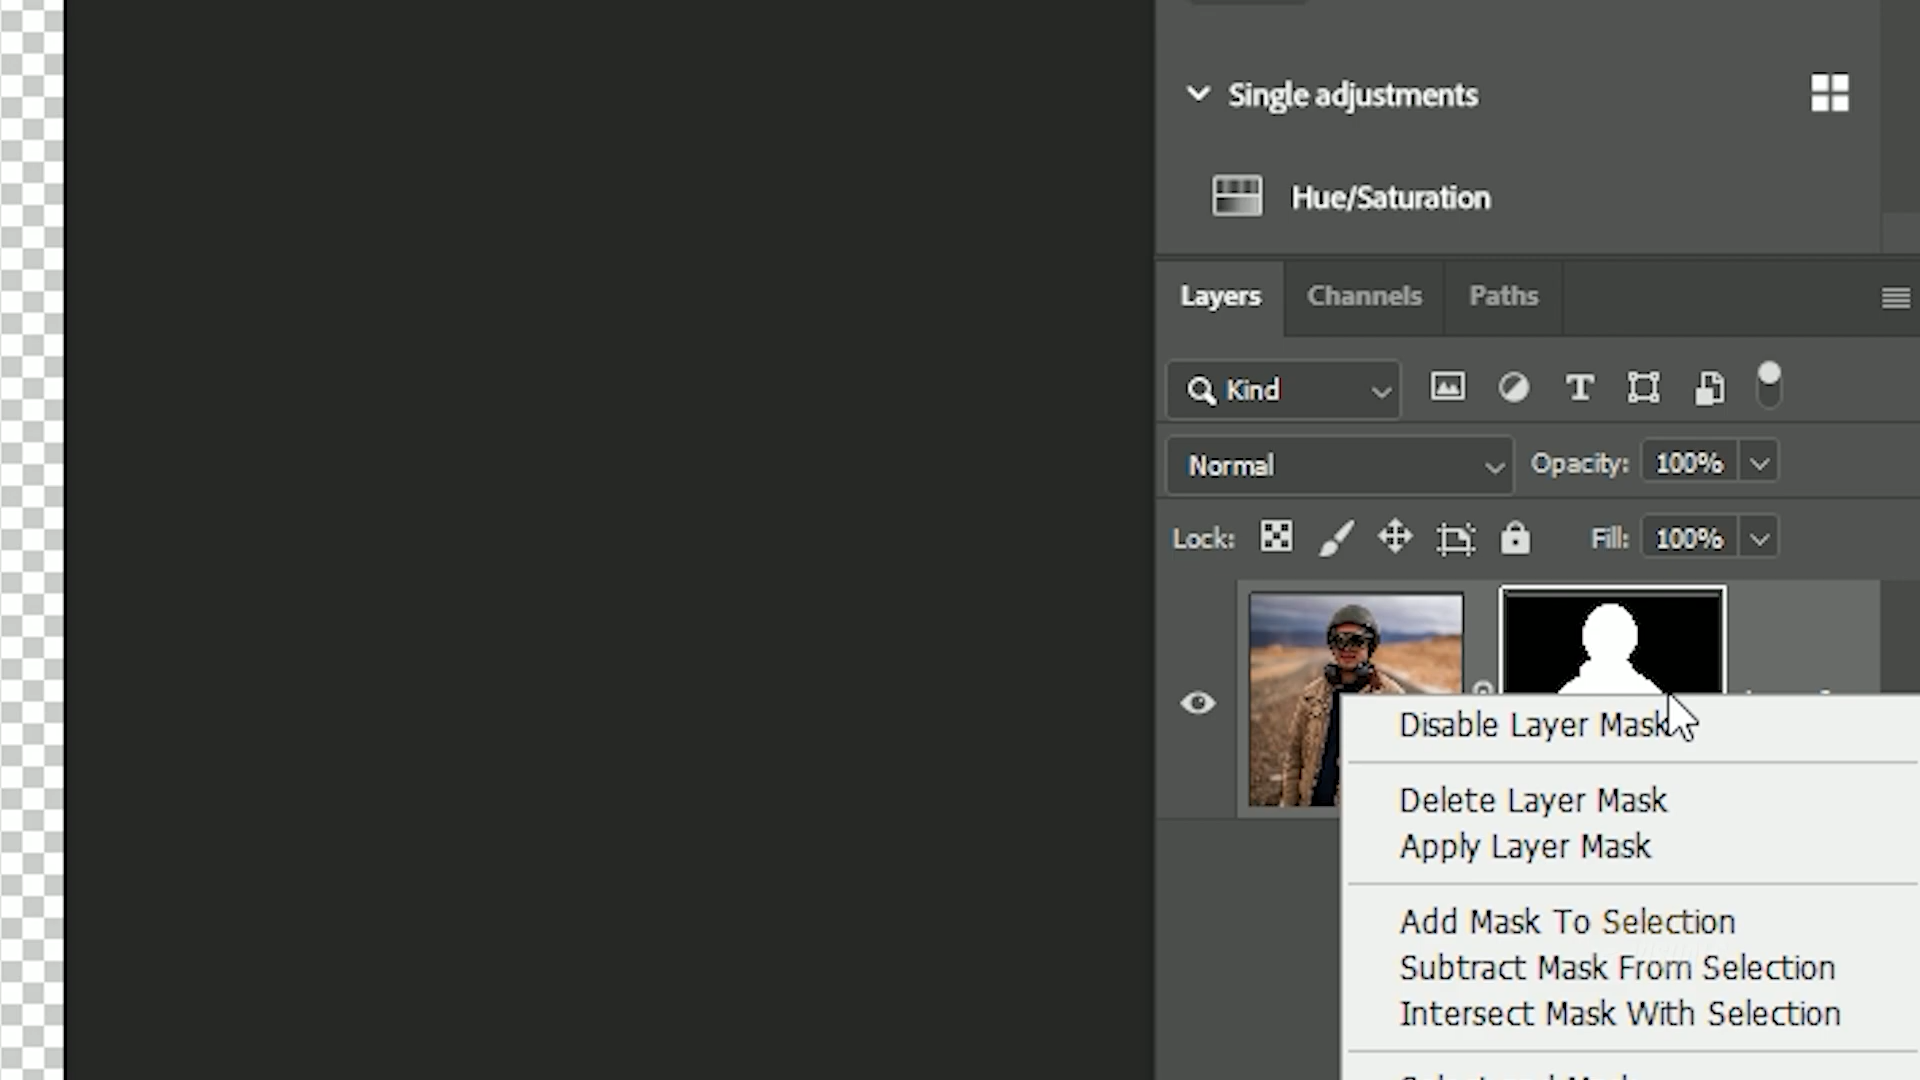 Single adjustments
Hue/Saturation
Layers Channels Paths
Kind
Normal Opacity: 100%
Lock: Fill: 100%
Disable Layer Mask
Delete Layer Mask
Apply Layer Mask
Add Mask To Selection
Subtract Mask From Selection
Intersect Mask With Selection